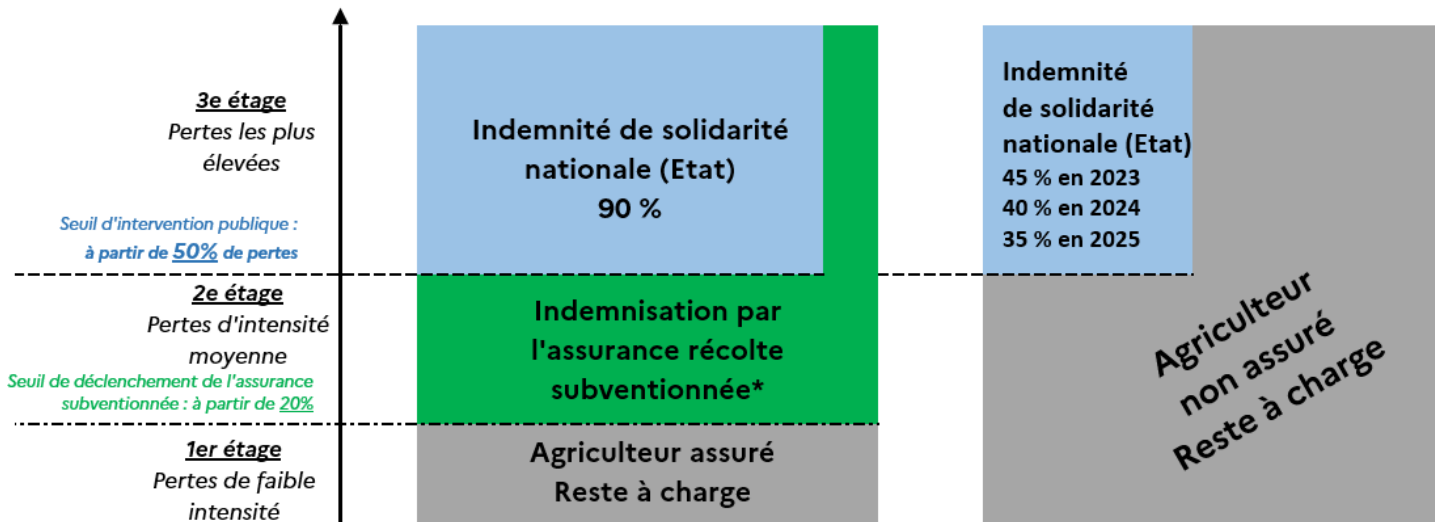 3e étage
Pertes les plus
élevées
Seuil d'intervention publique :
à partir de 50% de pertes
2e étage
Pertes d'intensité
moyenne
Seuil de déclenchement de l'assurance
subventionnée : à partir de 20%
1er étage
Pertes de faible
intensité
Indemnité de solidarité
nationale (Etat)
90 %
Indemnisation par
l'assurance récolte
subventionnée*
Agriculteur assuré
Reste à charge
Indemnité
de solidarité
nationale (Etat)
45 % en 2023
40 % en 2024
35 % en 2025
Agriculteur
non assuré
Reste à charge